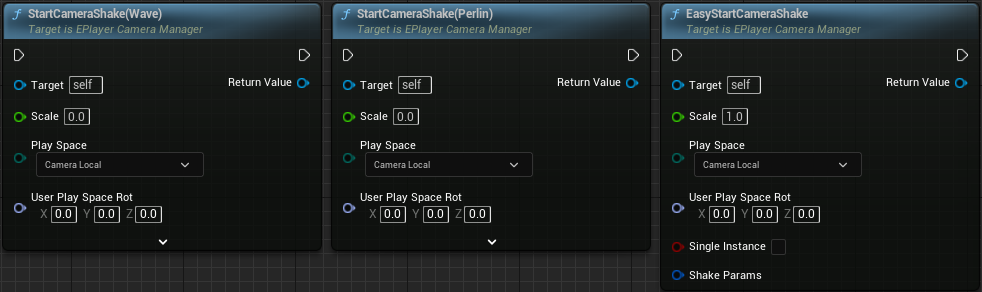 StartCameraShake(Wave)
Target is EPlayer Camera Manager
Target self
Return Value
Scale 0.0
Play Space
Camera Local
User Play Space Rot
X 0.0 Y 0.0 Z 0.0
StartCameraShake(Perlin)
Target is EPlayer Camera Manager
Target self
Return Value
Scale 0.0
Play Space
Camera Local
User Play Space Rot
X 0.0 Y 0.0 Z 0.0
EasyStartCameraShake
Target is EPlayer Camera Manager
Target self
Return Value
Scale 1.0
Play Space
Camera Local
User Play Space Rot
X 0.0 Y 0.0 Z 0.0
Single Instance
Shake Params